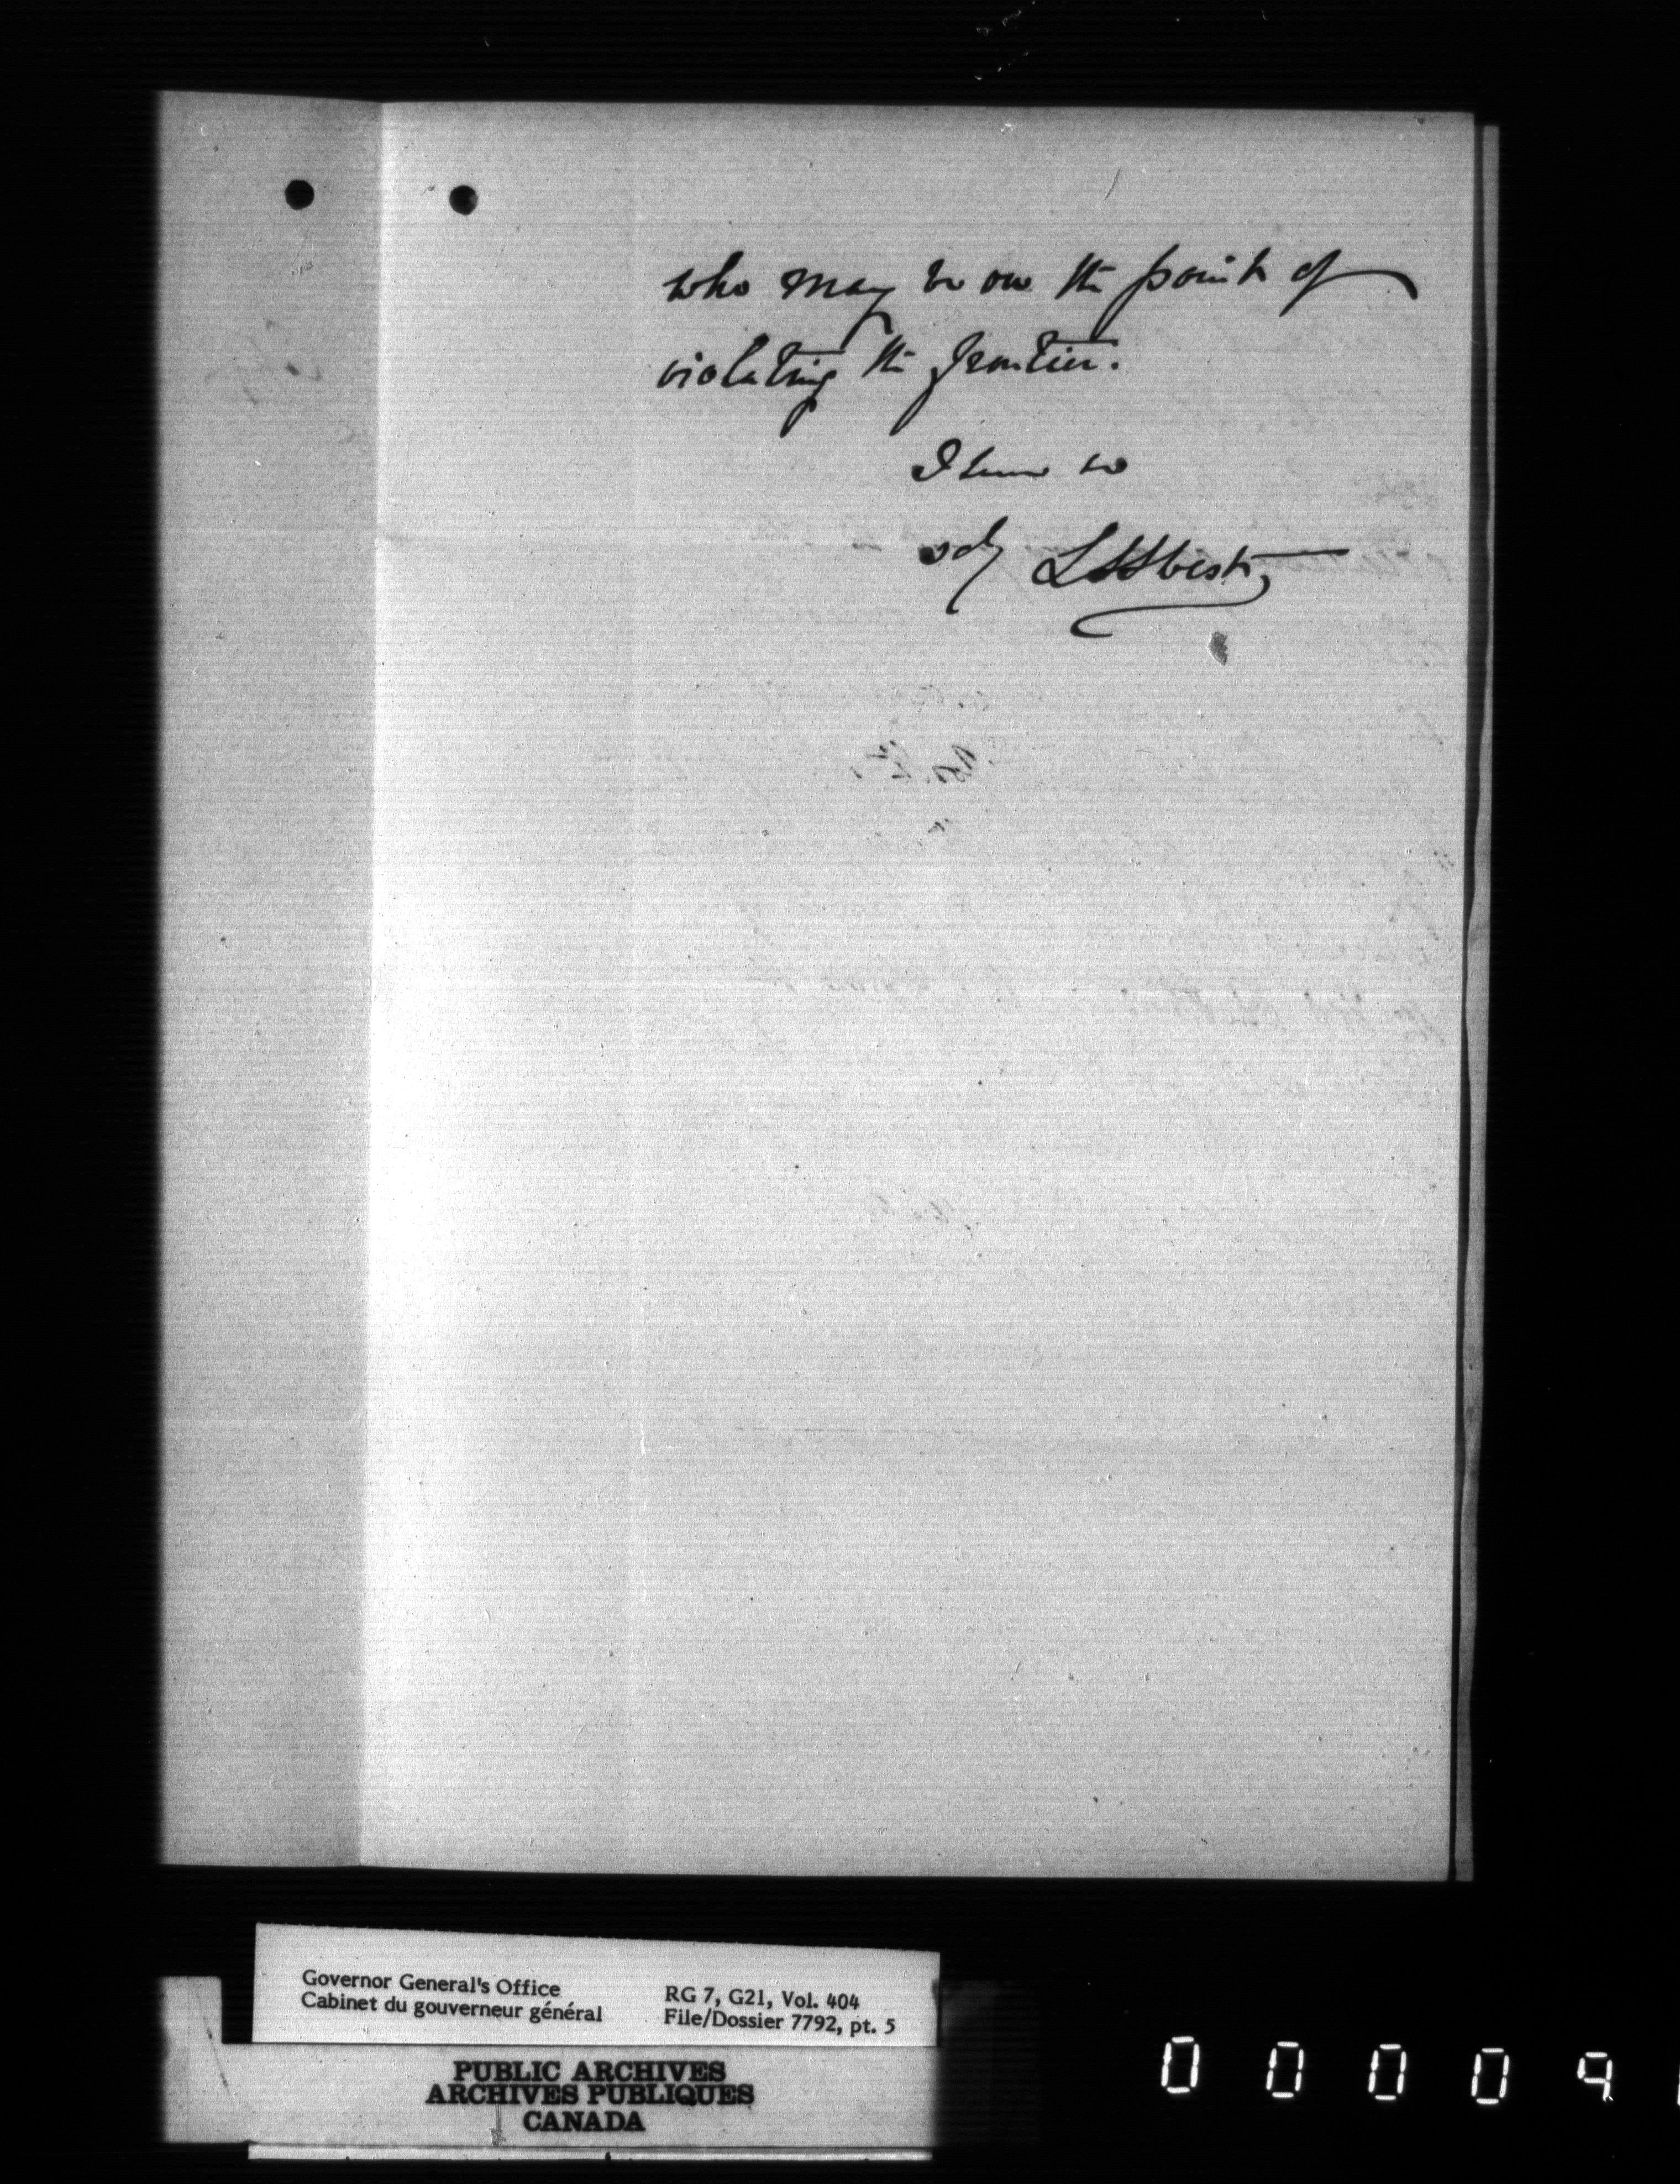 who may be on the point of
violating the frontier.
I have &c
sd/ LSSWest
Governor General's Office
Cabinet du gouverneur général
RG 7, G21, Vol. 404
File/Dossier 7792, pt. 5
PUBLIC ARCHIVES
ARCHIVES PUBLIQUES
CANADA
0 0 0 0 9